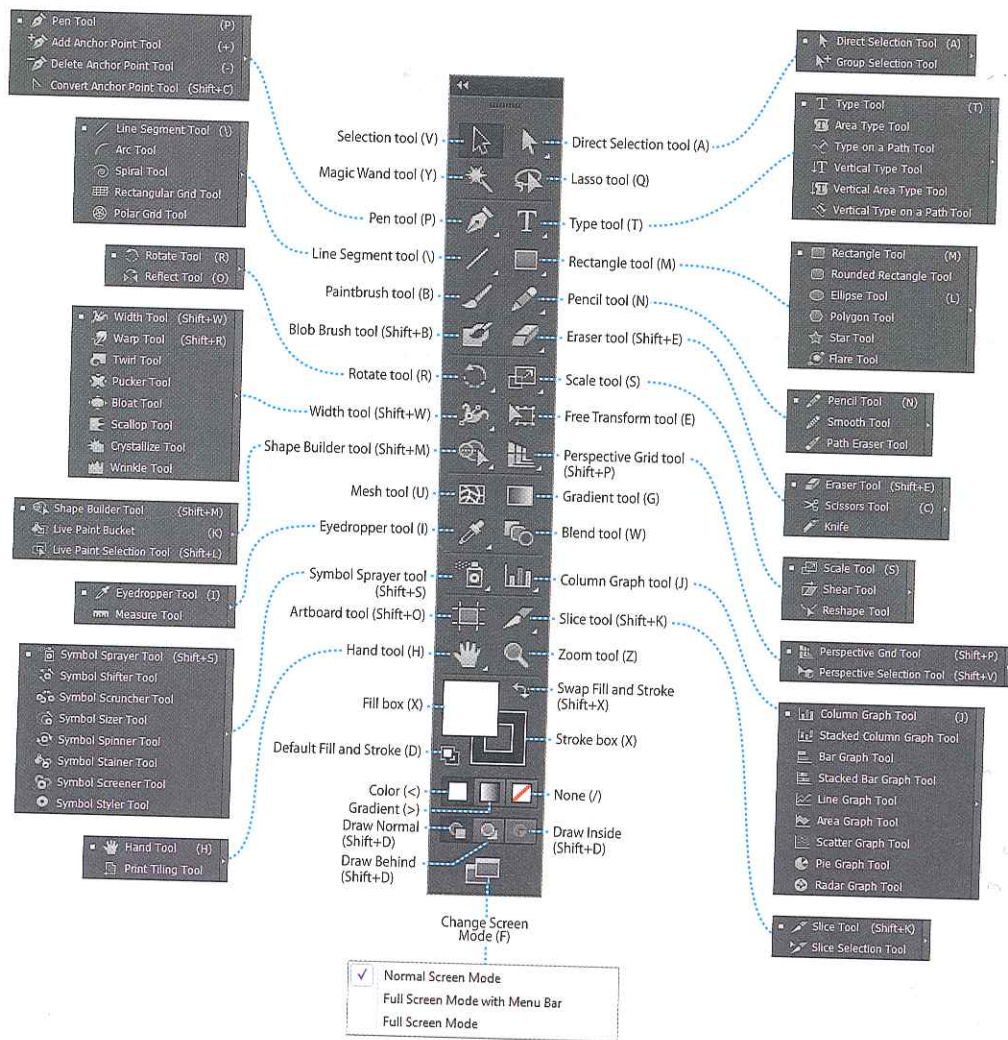 Pen Tool (P)
Add Anchor Point Tool (+)
Delete Anchor Point Tool (-)
Convert Anchor Point Tool (Shift+C)
Line Segment Tool (\)
Arc Tool
Spiral Tool
Rectangular Grid Tool
Polar Grid Tool
Rotate Tool (R)
Reflect Tool (O)
Width Tool (Shift+W)
Warp Tool (Shift+R)
Twirl Tool
Pucker Tool
Bloat Tool
Scallop Tool
Crystallize Tool
Wrinkle Tool
Shape Builder Tool (Shift+M)
Live Paint Bucket (K)
Live Paint Selection Tool (Shift+L)
Eyedropper Tool (I)
Measure Tool
Symbol Sprayer Tool (Shift+S)
Symbol Shifter Tool
Symbol Scruncher Tool
Symbol Sizer Tool
Symbol Spinner Tool
Symbol Stainer Tool
Symbol Screener Tool
Symbol Styler Tool
Hand Tool (H)
Print Tiling Tool
Selection tool (V)
Magic Wand tool (Y)
Pen tool (P)
Line Segment tool (\)
Paintbrush tool (B)
Blob Brush tool (Shift+B)
Rotate tool (R)
Width tool (Shift+W)
Shape Builder tool (Shift+M)
Mesh tool (U)
Eyedropper tool (I)
Symbol Sprayer tool
(Shift+S)
Artboard tool (Shift+O)
Hand tool (H)
Fill box (X)
Default Fill and Stroke (D)
Color (<)
Gradient (>)
Draw Normal
(Shift+D)
Draw Behind
(Shift+D)
Change Screen
Mode (F)
Normal Screen Mode
Full Screen Mode with Menu Bar
Full Screen Mode
Direct Selection tool (A)
Lasso tool (Q)
Type tool (T)
Rectangle tool (M)
Pencil tool (N)
Eraser tool (Shift+E)
Scale tool (S)
Free Transform tool (E)
Perspective Grid tool
(Shift+P)
Gradient tool (G)
Blend tool (W)
Column Graph tool (J)
Slice tool (Shift+K)
Zoom tool (Z)
Swap Fill and Stroke
(Shift+X)
Stroke box (X)
None (/)
Draw Inside
(Shift+D)
Direct Selection Tool (A)
Group Selection Tool
Type Tool (T)
Area Type Tool
Type on a Path Tool
Vertical Type Tool
Vertical Area Type Tool
Vertical Type on a Path Tool
Rectangle Tool (M)
Rounded Rectangle Tool
Ellipse Tool (L)
Polygon Tool
Star Tool
Flare Tool
Pencil Tool (N)
Smooth Tool
Path Eraser Tool
Eraser Tool (Shift+E)
Scissors Tool (C)
Knife
Scale Tool (S)
Shear Tool
Reshape Tool
Perspective Grid Tool (Shift+P)
Perspective Selection Tool (Shift+V)
Column Graph Tool (J)
Stacked Column Graph Tool
Bar Graph Tool
Stacked Bar Graph Tool
Line Graph Tool
Area Graph Tool
Scatter Graph Tool
Pie Graph Tool
Radar Graph Tool
Slice Tool (Shift+K)
Slice Selection Tool